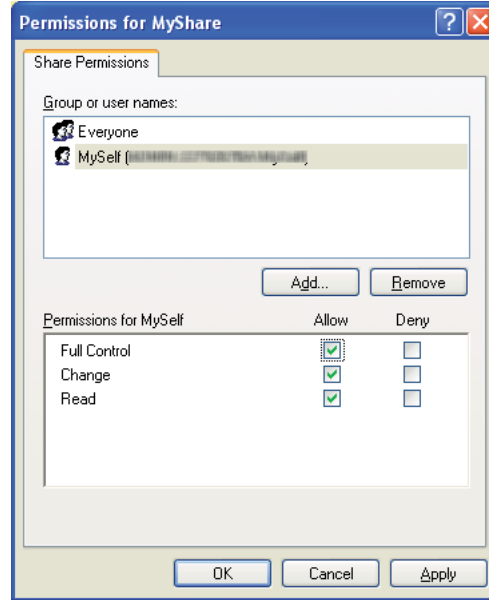 Permissions for MyShare
Share Permissions
Group or user names:
Everyone
MySelf (
Add... Remove
Permissions for MySelf Allow Deny
Full Control
Change
Read
OK Cancel Apply